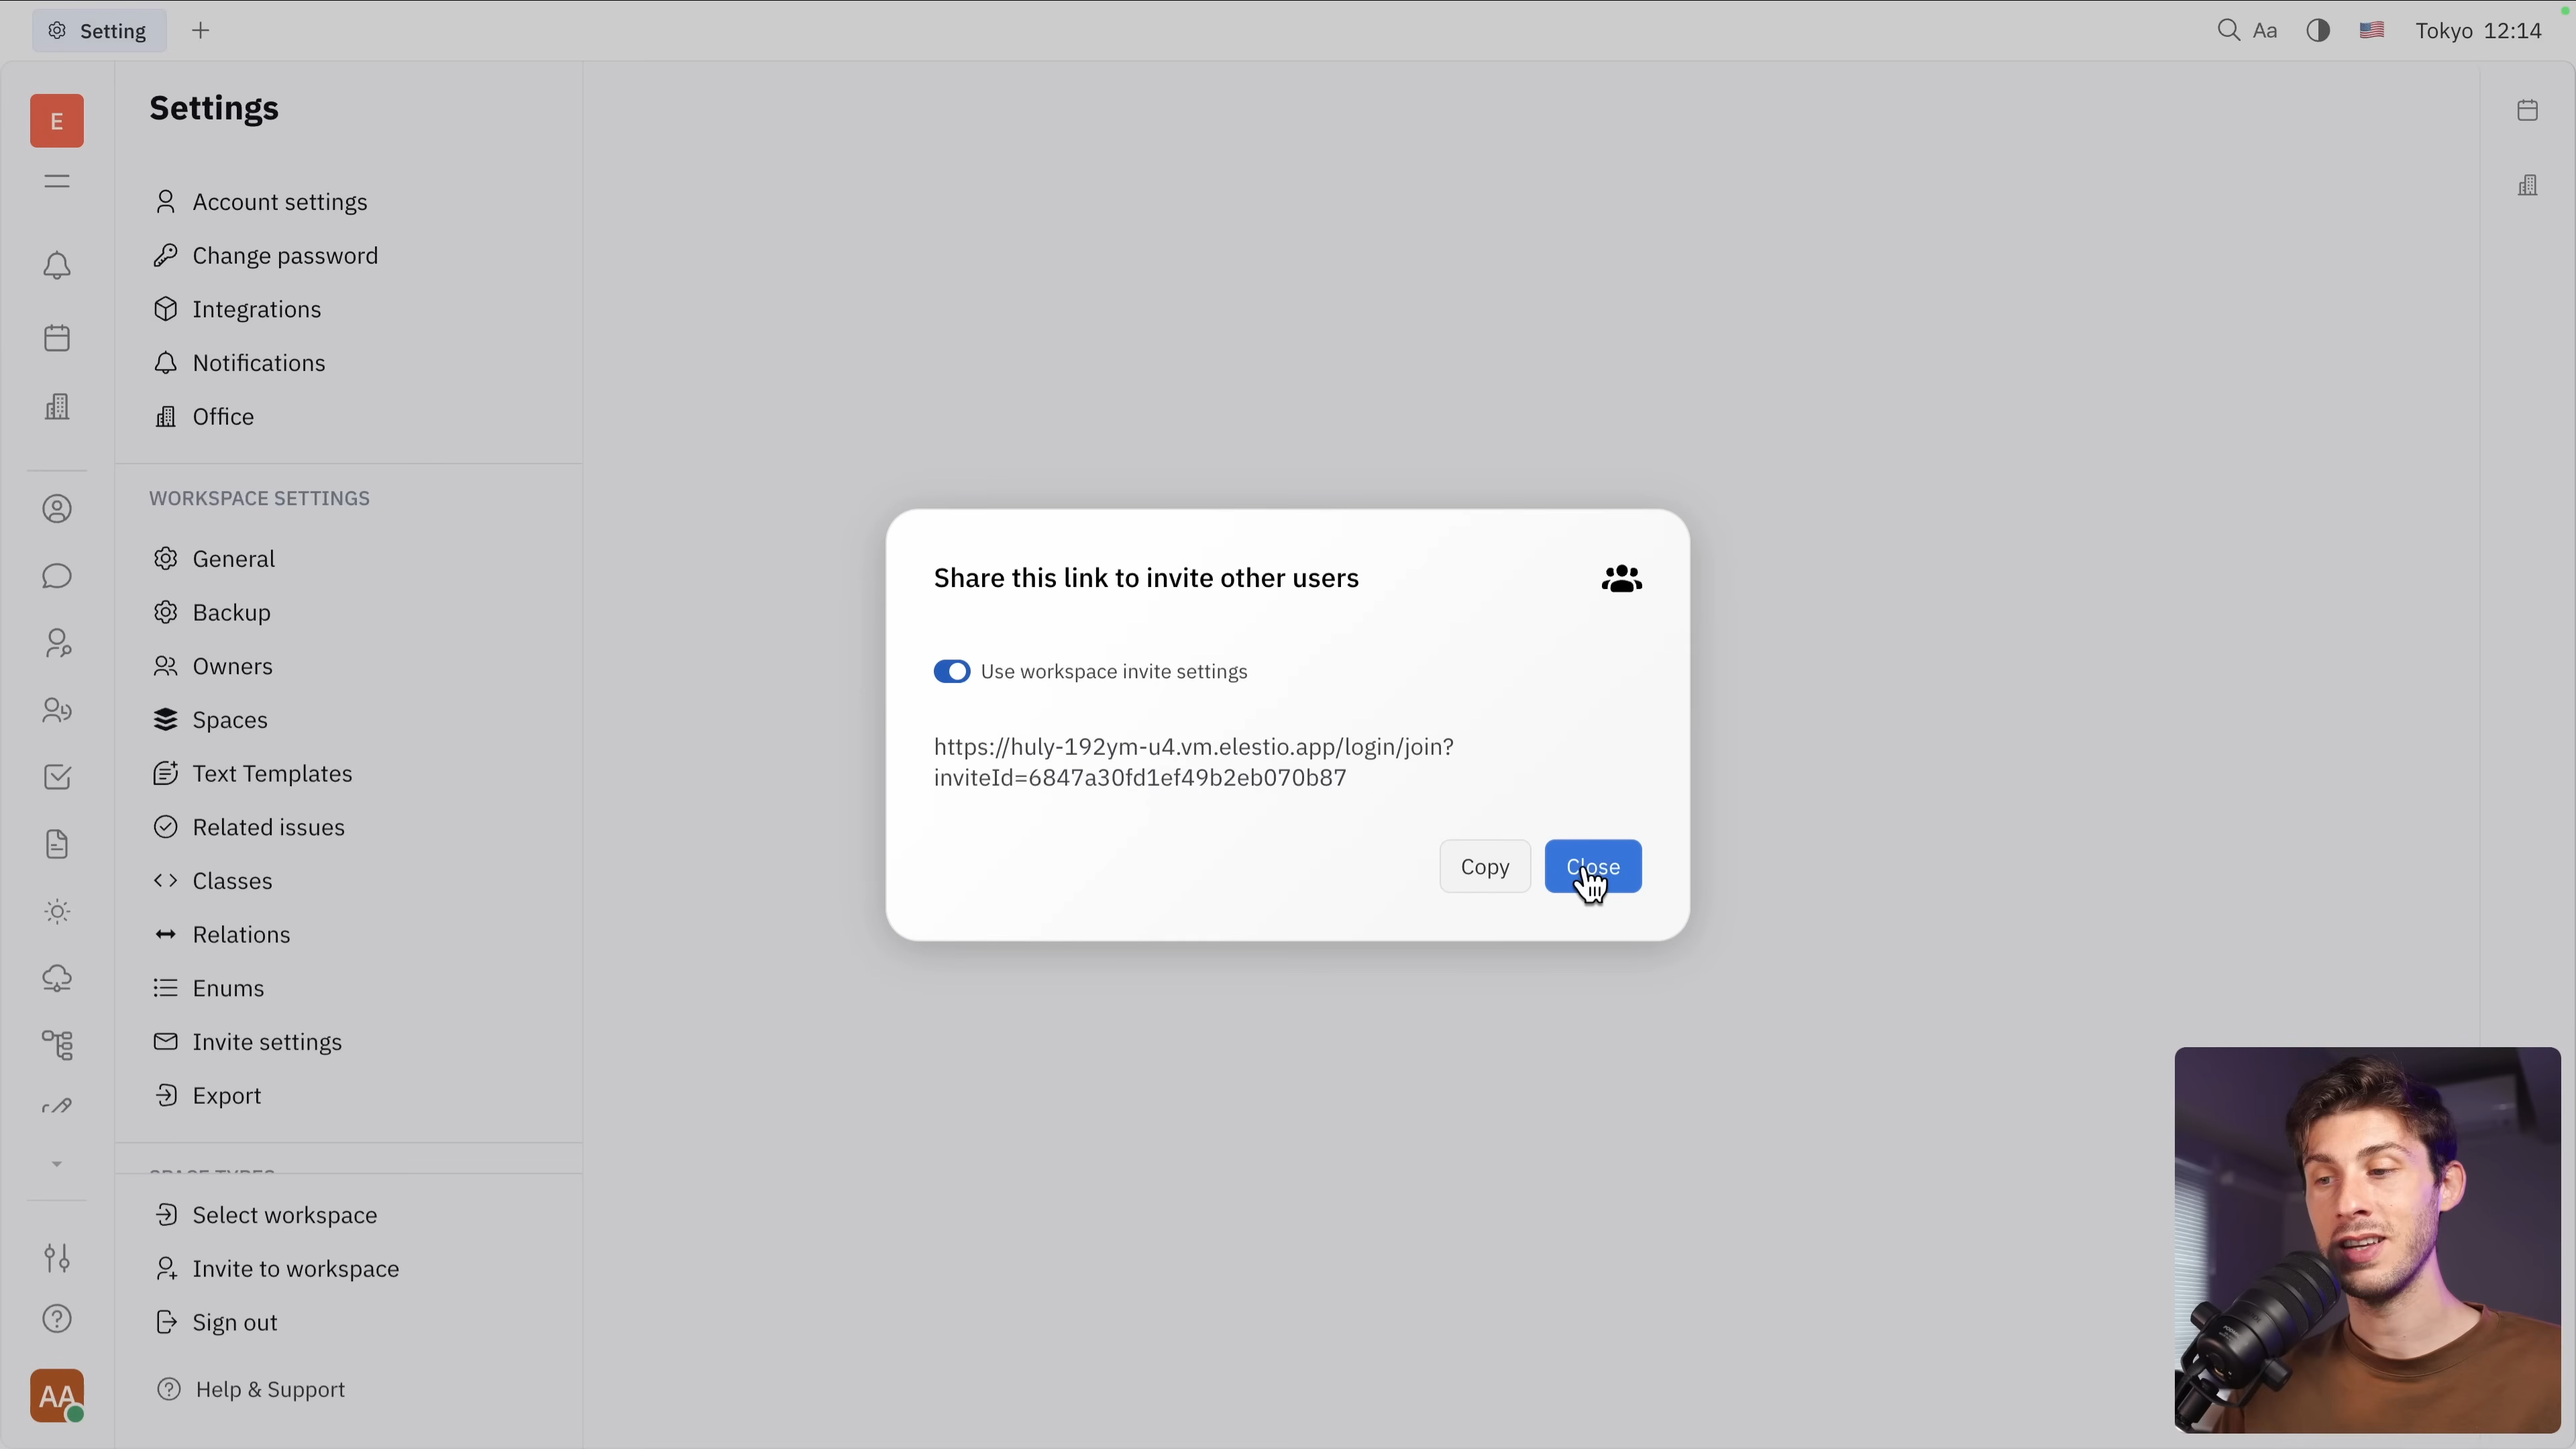 Setting
Aa
Tokyo 12:14
E
Settings
Account settings
Change password
Integrations
Notifications
Office
WORKSPACE SETTINGS
General
Backup
Owners
Spaces
Text Templates
Related issues
Classes
Relations
Enums
Invite settings
Export
SPACE TYPES
Select workspace
Invite to workspace
Sign out
Help & Support
AA
Share this link to invite other users
Use workspace invite settings
https://huly-192ym-u4.vm.elestio.app/login/join?
inviteId=6847a30fd1ef49b2eb070b87
Copy
Close